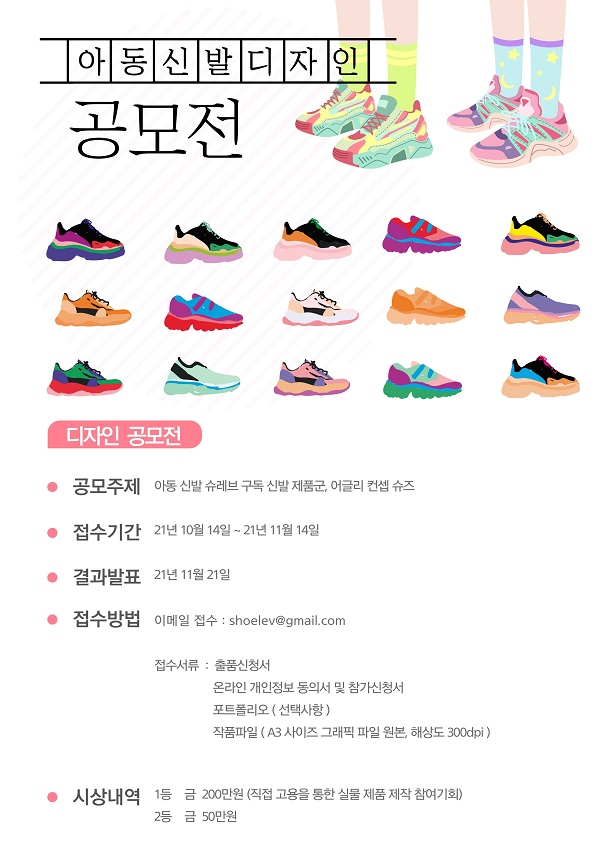 아동신발디자인
공모전
디자인 공모전
공모주제 아동 신발 슈레브 구독 신발 제품군, 어글리 컨셉 슈즈
접수기간 21년 10월 14일 ~ 21년 11월 14일
결과발표 21년 11월 21일
접수방법 이메일 접수 : shoelev@gmail.com
접수서류 : 출품신청서
온라인 개인정보 동의서 및 참가신청서
포트폴리오 ( 선택사항 )
작품파일 ( A3 사이즈 그래픽 파일 원본, 해상도 300dpi )
시상내역 1등 금 200만원 (직접 고용을 통한 실물 제품 제작 참여기회)
2등 금 50만원